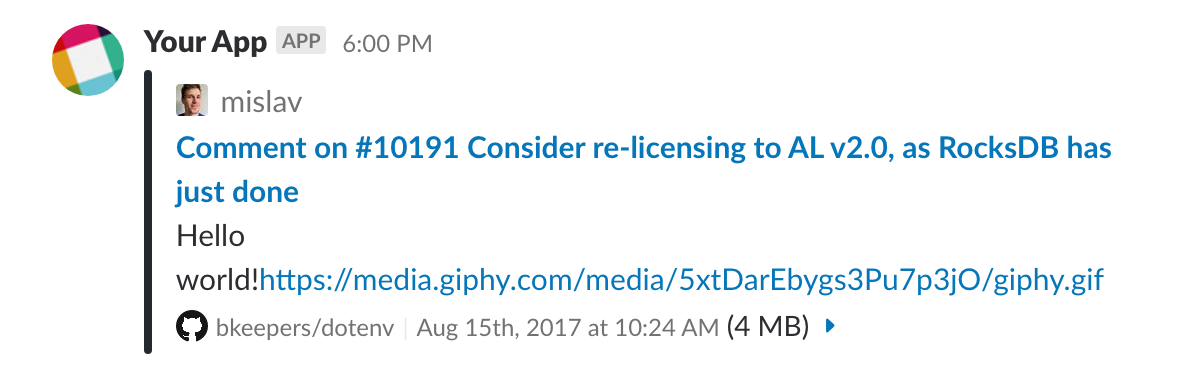 Your App APP 6:00 PM
mislav
Comment on #10191 Consider re-licensing to AL v2.0, as RocksDB has
just done
Hello
world!https://media.giphy.com/media/5xtDarEbygs3Pu7p3jO/giphy.gif
bkeepers/dotenv | Aug 15th, 2017 at 10:24 AM (4 MB)